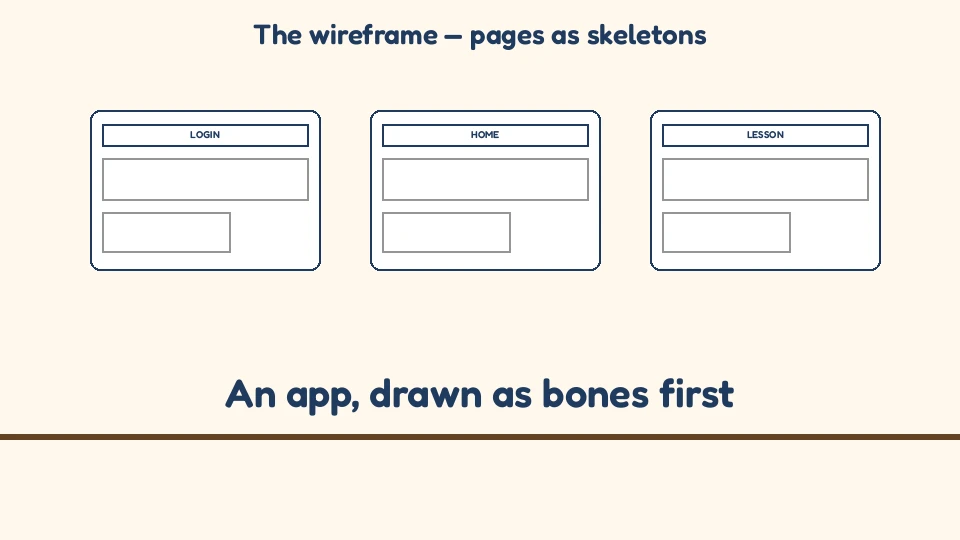 The wireframe — pages as skeletons
LOGIN
HOME
LESSON
An app, drawn as bones first